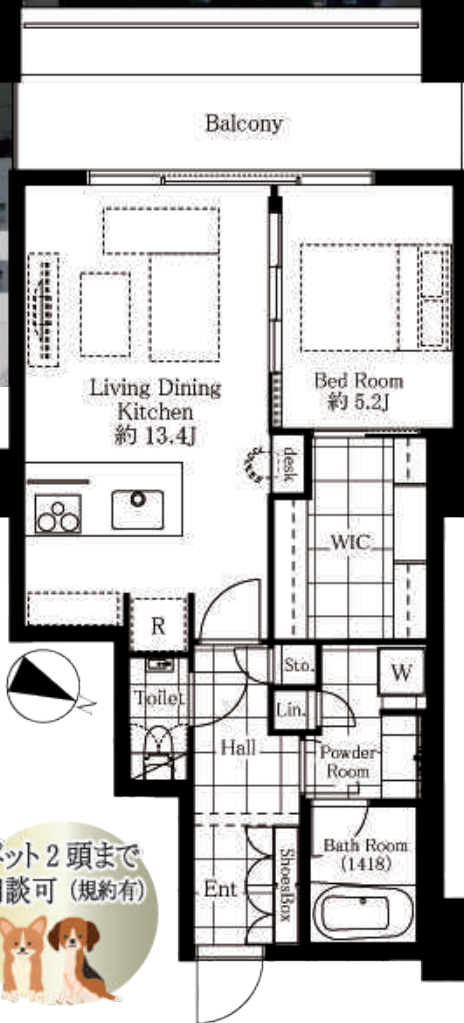 Balcony
Living Dining
Kitchen
約 13.4J
Bed Room
約 5.2J
desk
WIC
R
Sto.
W
Toilet
Lin.
Hall
Powder
Room
N
Bath Room
(1418)
ShoesBox
Ent
ペット 2 頭まで
相談可 (規約有)